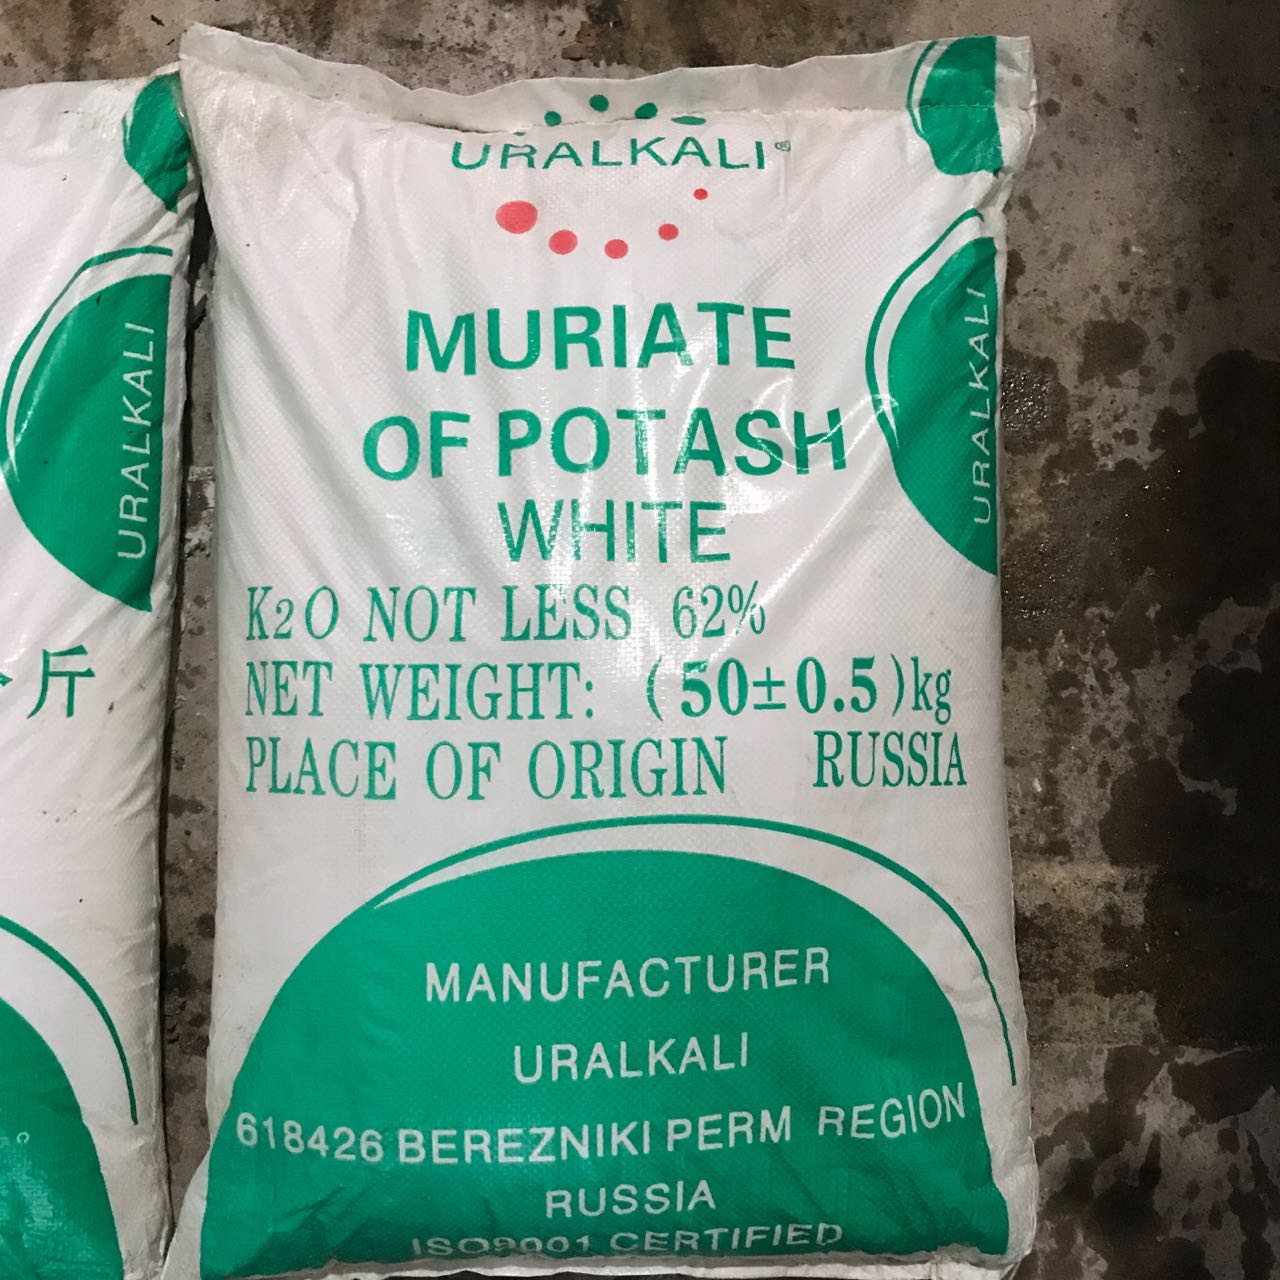 URALKALI®
MURIATE
OF POTASH
WHITE
K2O NOT LESS 62%
NET WEIGHT: (50±0.5)kg
PLACE OF ORIGIN RUSSIA
MANUFACTURER
URALKALI
618426 BEREZNIKI PERM REGION
RUSSIA
ISO9001 CERTIFIED
URALKALI
URALKALI
斤